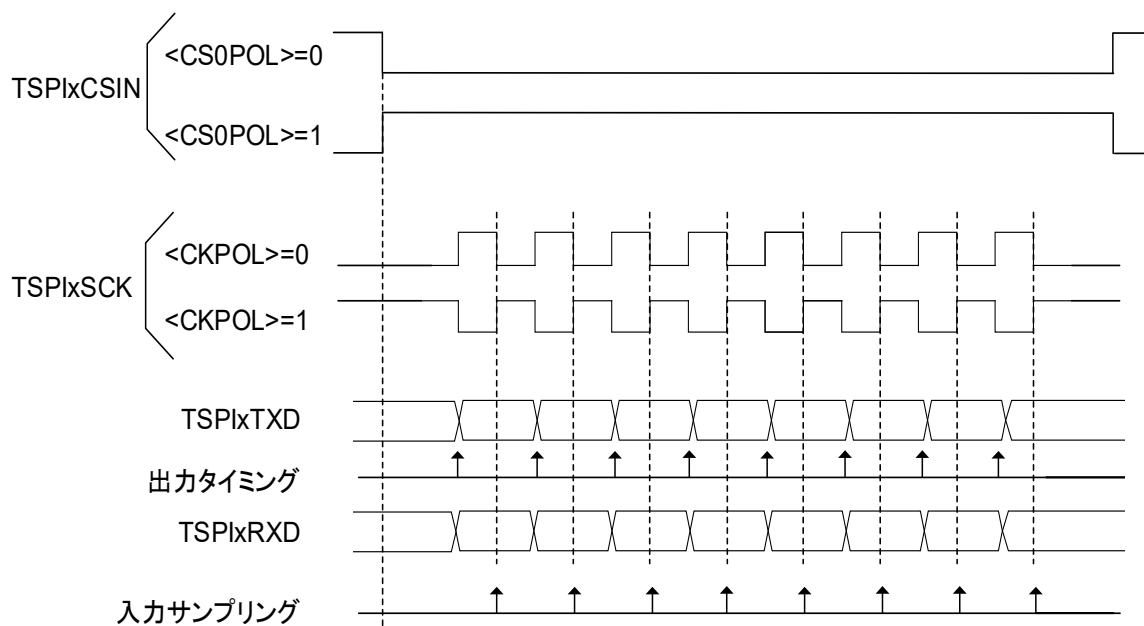 <CS0POL>=0
TSPIxCSIN
<CS0POL>=1
<CKPOL>=0
TSPIxSCK
<CKPOL>=1
TSPIxTXD
出力タイミング
TSPIxRXD
入力サンプリング